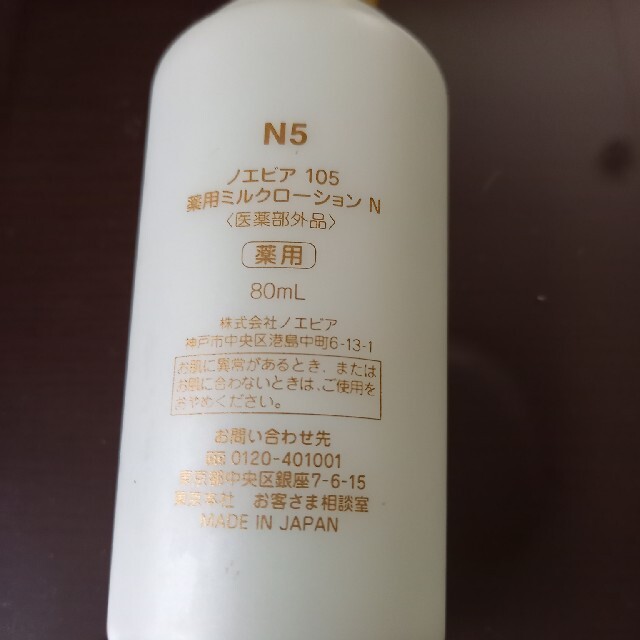 N5
ノエビア 105
薬用ミルクローション N
〈医薬部外品〉
薬用
80mL
株式会社ノエビア
神戸市中央区港島中町6-13-1
お肌に異常があるとき、または
お肌に合わないときは、ご使用を
おやめください。
お問い合わせ先
0120-401001
東京都中央区銀座7-6-15
お客さま相談室
MADE IN JAPAN